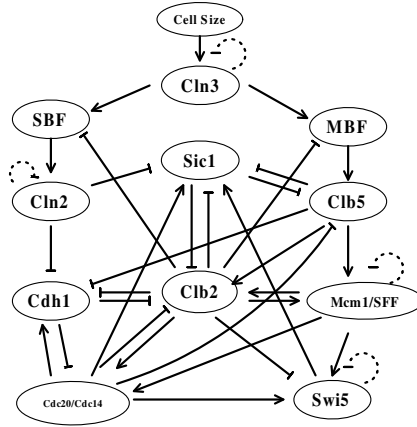 Cell Size
Cln3
SBF
MBF
Sic1
Cln2
Clb5
Cdh1
Clb2
Mcm1/SFF
Cdc20/Cdc14
Swi5